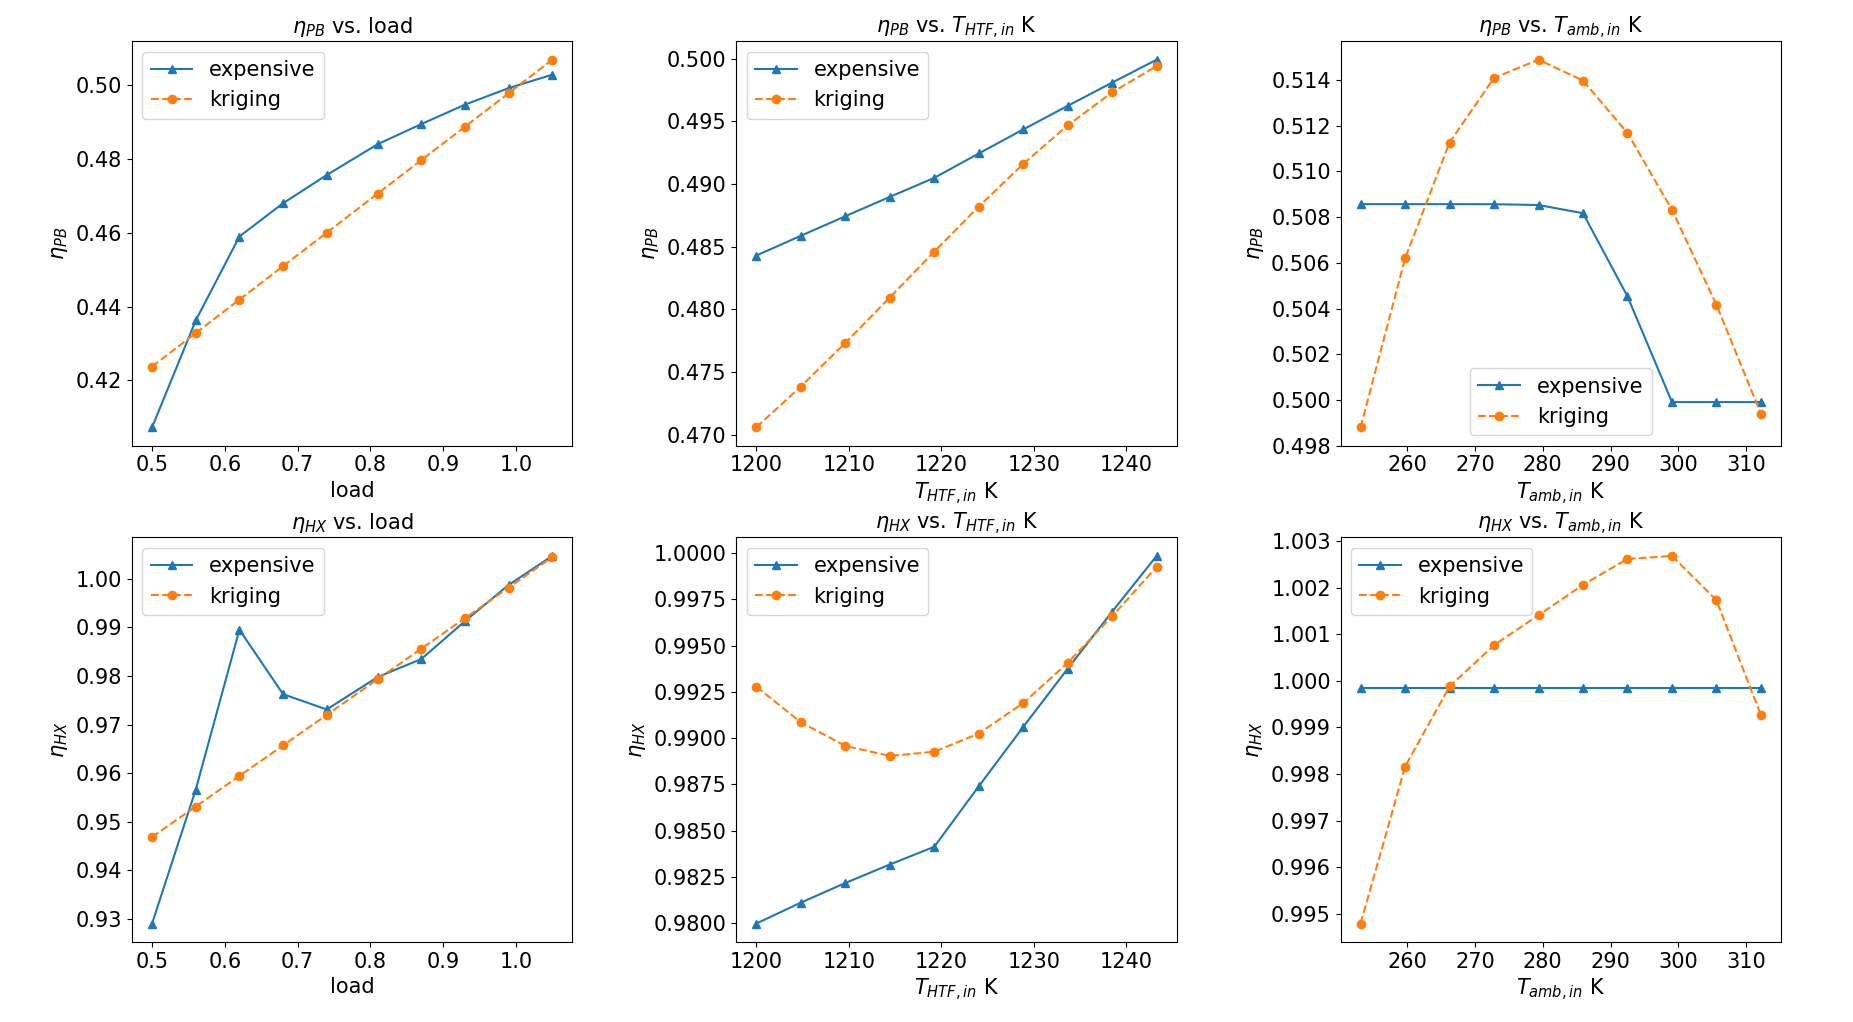 η_PB vs. load
expensive
kriging
0.50
0.48
0.46
0.44
0.42
η_PB
0.5 0.6 0.7 0.8 0.9 1.0
load
η_PB vs. T_HTF,in K
expensive
kriging
0.500
0.495
0.490
0.485
0.480
0.475
0.470
η_PB
1200 1210 1220 1230 1240
T_HTF,in K
η_PB vs. T_amb,in K
0.514
0.512
0.510
0.508
0.506
0.504
0.502
0.500
0.498
η_PB
expensive
kriging
260 270 280 290 300 310
T_amb,in K
η_HX vs. load
expensive
kriging
1.00
0.99
0.98
0.97
0.96
0.95
0.94
0.93
η_HX
0.5 0.6 0.7 0.8 0.9 1.0
load
η_HX vs. T_HTF,in K
expensive
kriging
1.0000
0.9975
0.9950
0.9925
0.9900
0.9875
0.9850
0.9825
0.9800
η_HX
1200 1210 1220 1230 1240
T_HTF,in K
η_HX vs. T_amb,in K
expensive
kriging
1.003
1.002
1.001
1.000
0.999
0.998
0.997
0.996
0.995
η_HX
260 270 280 290 300 310
T_amb,in K